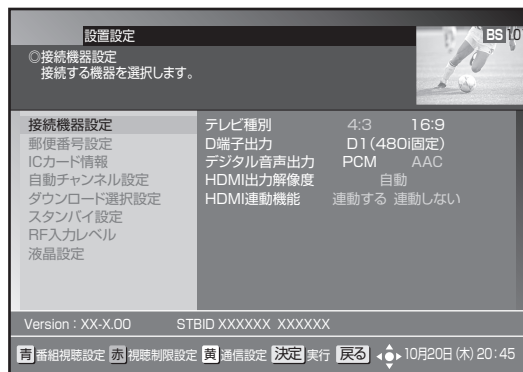 設置設定
BS 10
◎接続機器設定
接続する機器を選択します。
接続機器設定
郵便番号設定
ICカード情報
自動チャンネル設定
ダウンロード選択設定
スタンバイ設定
RF入力レベル
液晶設定
テレビ種別 4:3 16:9
D端子出力 D1(480i固定)
デジタル音声出力 PCM AAC
HDMI出力解像度 自動
HDMI連動機能 連動する 連動しない
Version：XX-X.00 STBID XXXXXX XXXXXX
青 番組視聴設定 赤 視聴制限設定 黄 通信設定 決定 実行 戻る 10月20日(木)20:45